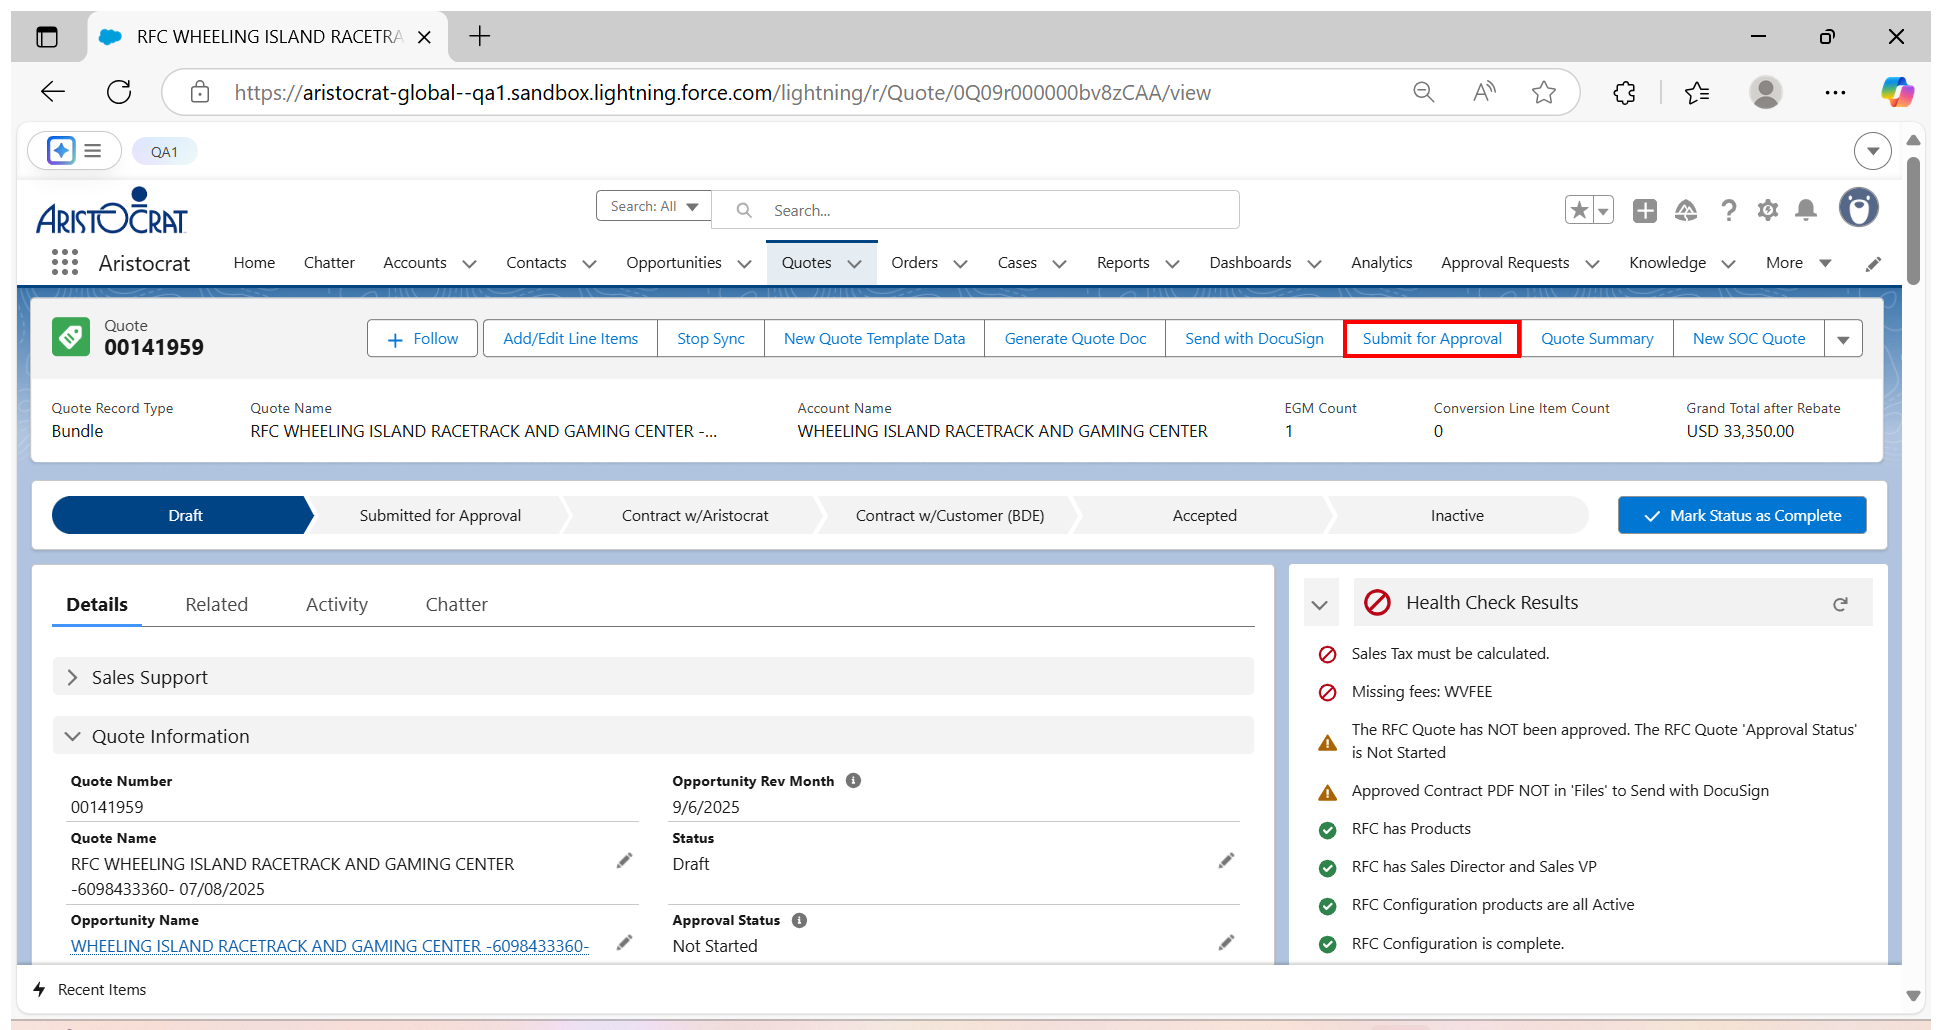 RFC WHEELING ISLAND RACETRA
https://aristocrat-global--qa1.sandbox.lightning.force.com/lightning/r/Quote/0Q09r000000bv8zCAA/view
QA1
ARISTOCRAT
Search: All
Search...
Aristocrat
Home
Chatter
Accounts
Contacts
Opportunities
Quotes
Orders
Cases
Reports
Dashboards
Analytics
Approval Requests
Knowledge
More
Quote
00141959
Follow
Add/Edit Line Items
Stop Sync
New Quote Template Data
Generate Quote Doc
Send with DocuSign
Submit for Approval
Quote Summary
New SOC Quote
Quote Record Type
Bundle
Quote Name
RFC WHEELING ISLAND RACETRACK AND GAMING CENTER -...
Account Name
WHEELING ISLAND RACETRACK AND GAMING CENTER
EGM Count
1
Conversion Line Item Count
0
Grand Total after Rebate
USD 33,350.00
Draft
Submitted for Approval
Contract w/Aristocrat
Contract w/Customer (BDE)
Accepted
Inactive
Mark Status as Complete
Details
Related
Activity
Chatter
Sales Support
Quote Information
Quote Number
00141959
Opportunity Rev Month
9/6/2025
Quote Name
RFC WHEELING ISLAND RACETRACK AND GAMING CENTER
-6098433360- 07/08/2025
Status
Draft
Opportunity Name
WHEELING ISLAND RACETRACK AND GAMING CENTER -6098433360-
Approval Status
Not Started
Health Check Results
Sales Tax must be calculated.
Missing fees: WVFEE
The RFC Quote has NOT been approved. The RFC Quote 'Approval Status'
is Not Started
Approved Contract PDF NOT in 'Files' to Send with DocuSign
RFC has Products
RFC has Sales Director and Sales VP
RFC Configuration products are all Active
RFC Configuration is complete.
Recent Items